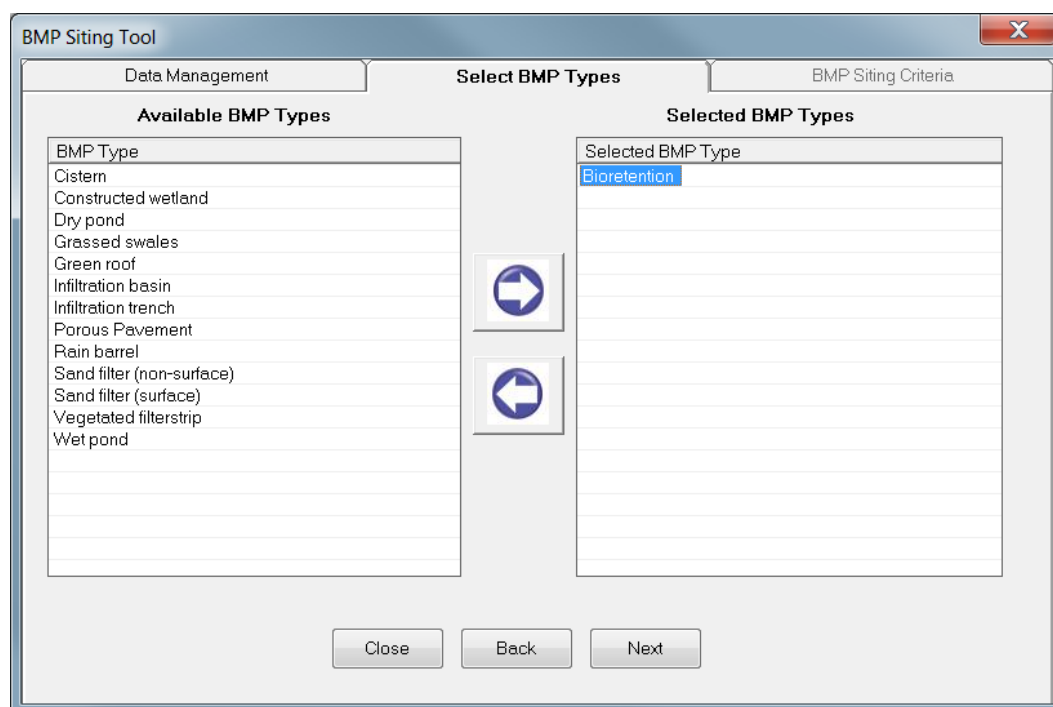 BMP Siting Tool
X
Data Management
Select BMP Types
BMP Siting Criteria
Available BMP Types
Selected BMP Types
BMP Type
Selected BMP Type
Cistern
Bioretention
Constructed wetland
Dry pond
Grassed swales
Green roof
Infiltration basin
Infiltration trench
Porous Pavement
Rain barrel
Sand filter (non-surface)
Sand filter (surface)
Vegetated filterstrip
Wet pond
Close
Back
Next